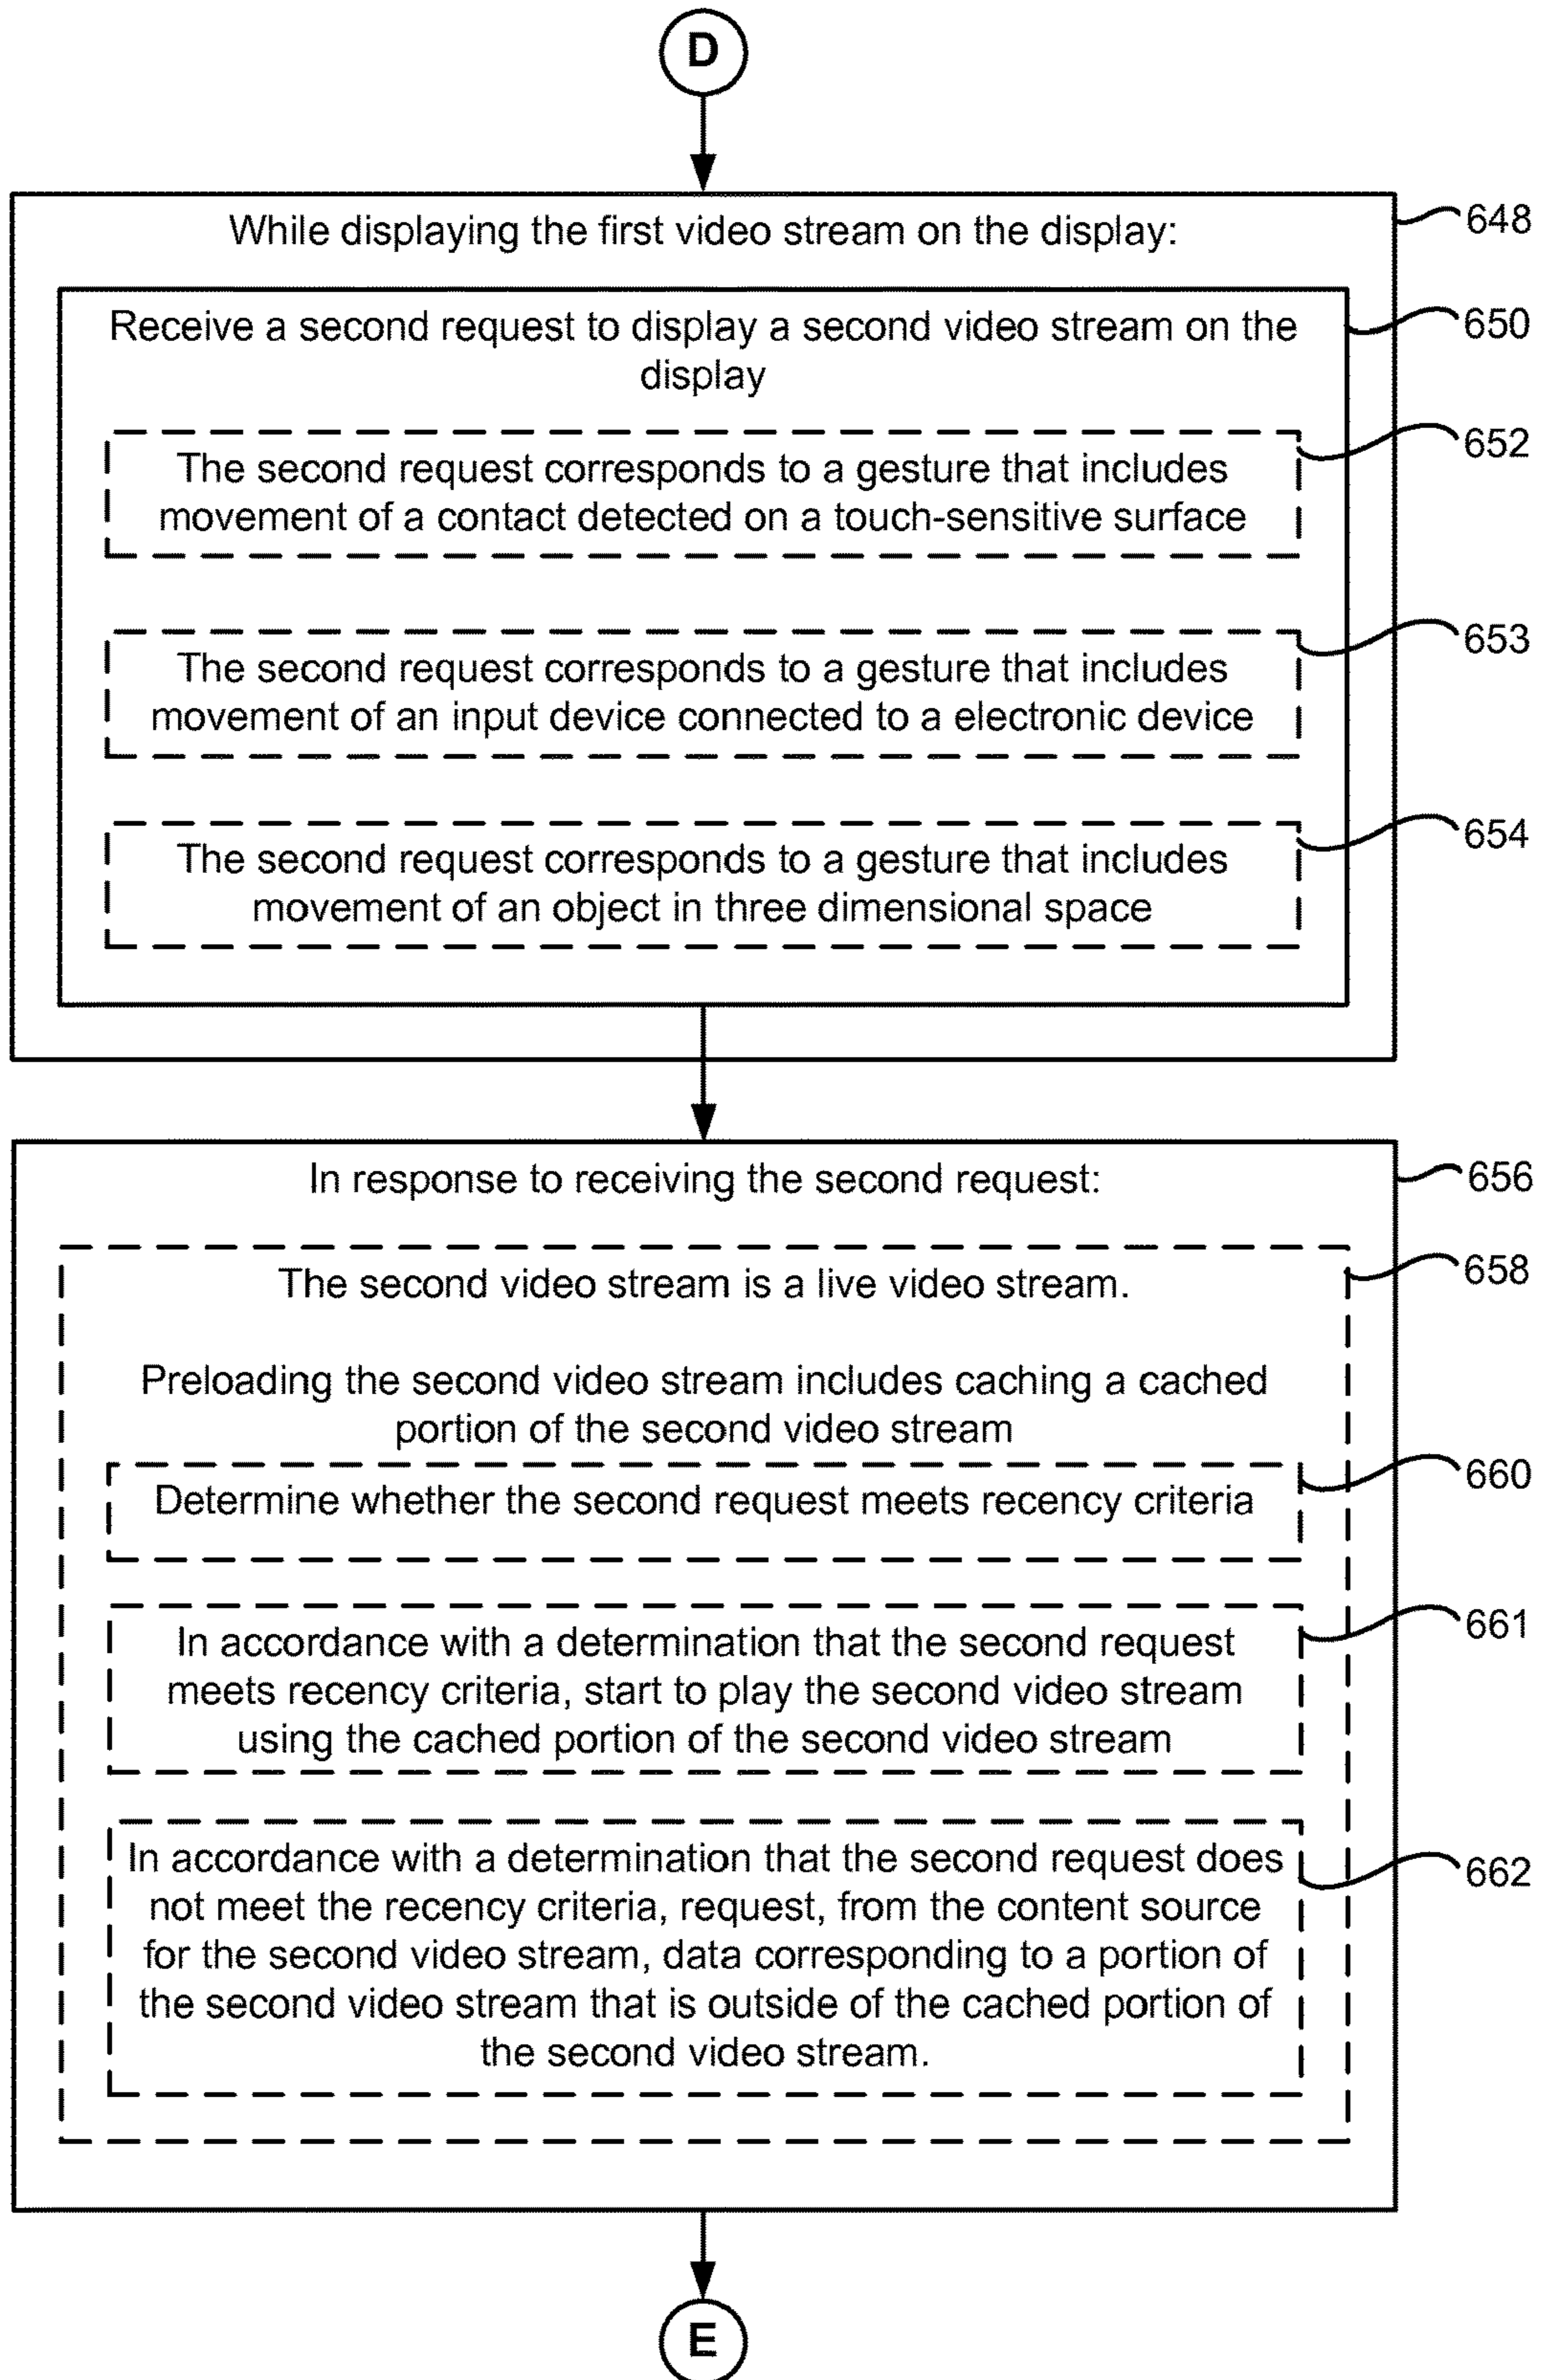 D
While displaying the first video stream on the display:
648
Receive a second request to display a second video stream on the
display
650
The second request corresponds to a gesture that includes
movement of a contact detected on a touch-sensitive surface
652
The second request corresponds to a gesture that includes
movement of an input device connected to a electronic device
653
The second request corresponds to a gesture that includes
movement of an object in three dimensional space
654
In response to receiving the second request:
656
The second video stream is a live video stream.
658
Preloading the second video stream includes caching a cached
portion of the second video stream
Determine whether the second request meets recency criteria
660
In accordance with a determination that the second request
meets recency criteria, start to play the second video stream
using the cached portion of the second video stream
661
In accordance with a determination that the second request does
not meet the recency criteria, request, from the content source
for the second video stream, data corresponding to a portion of
the second video stream that is outside of the cached portion of
the second video stream.
662
E